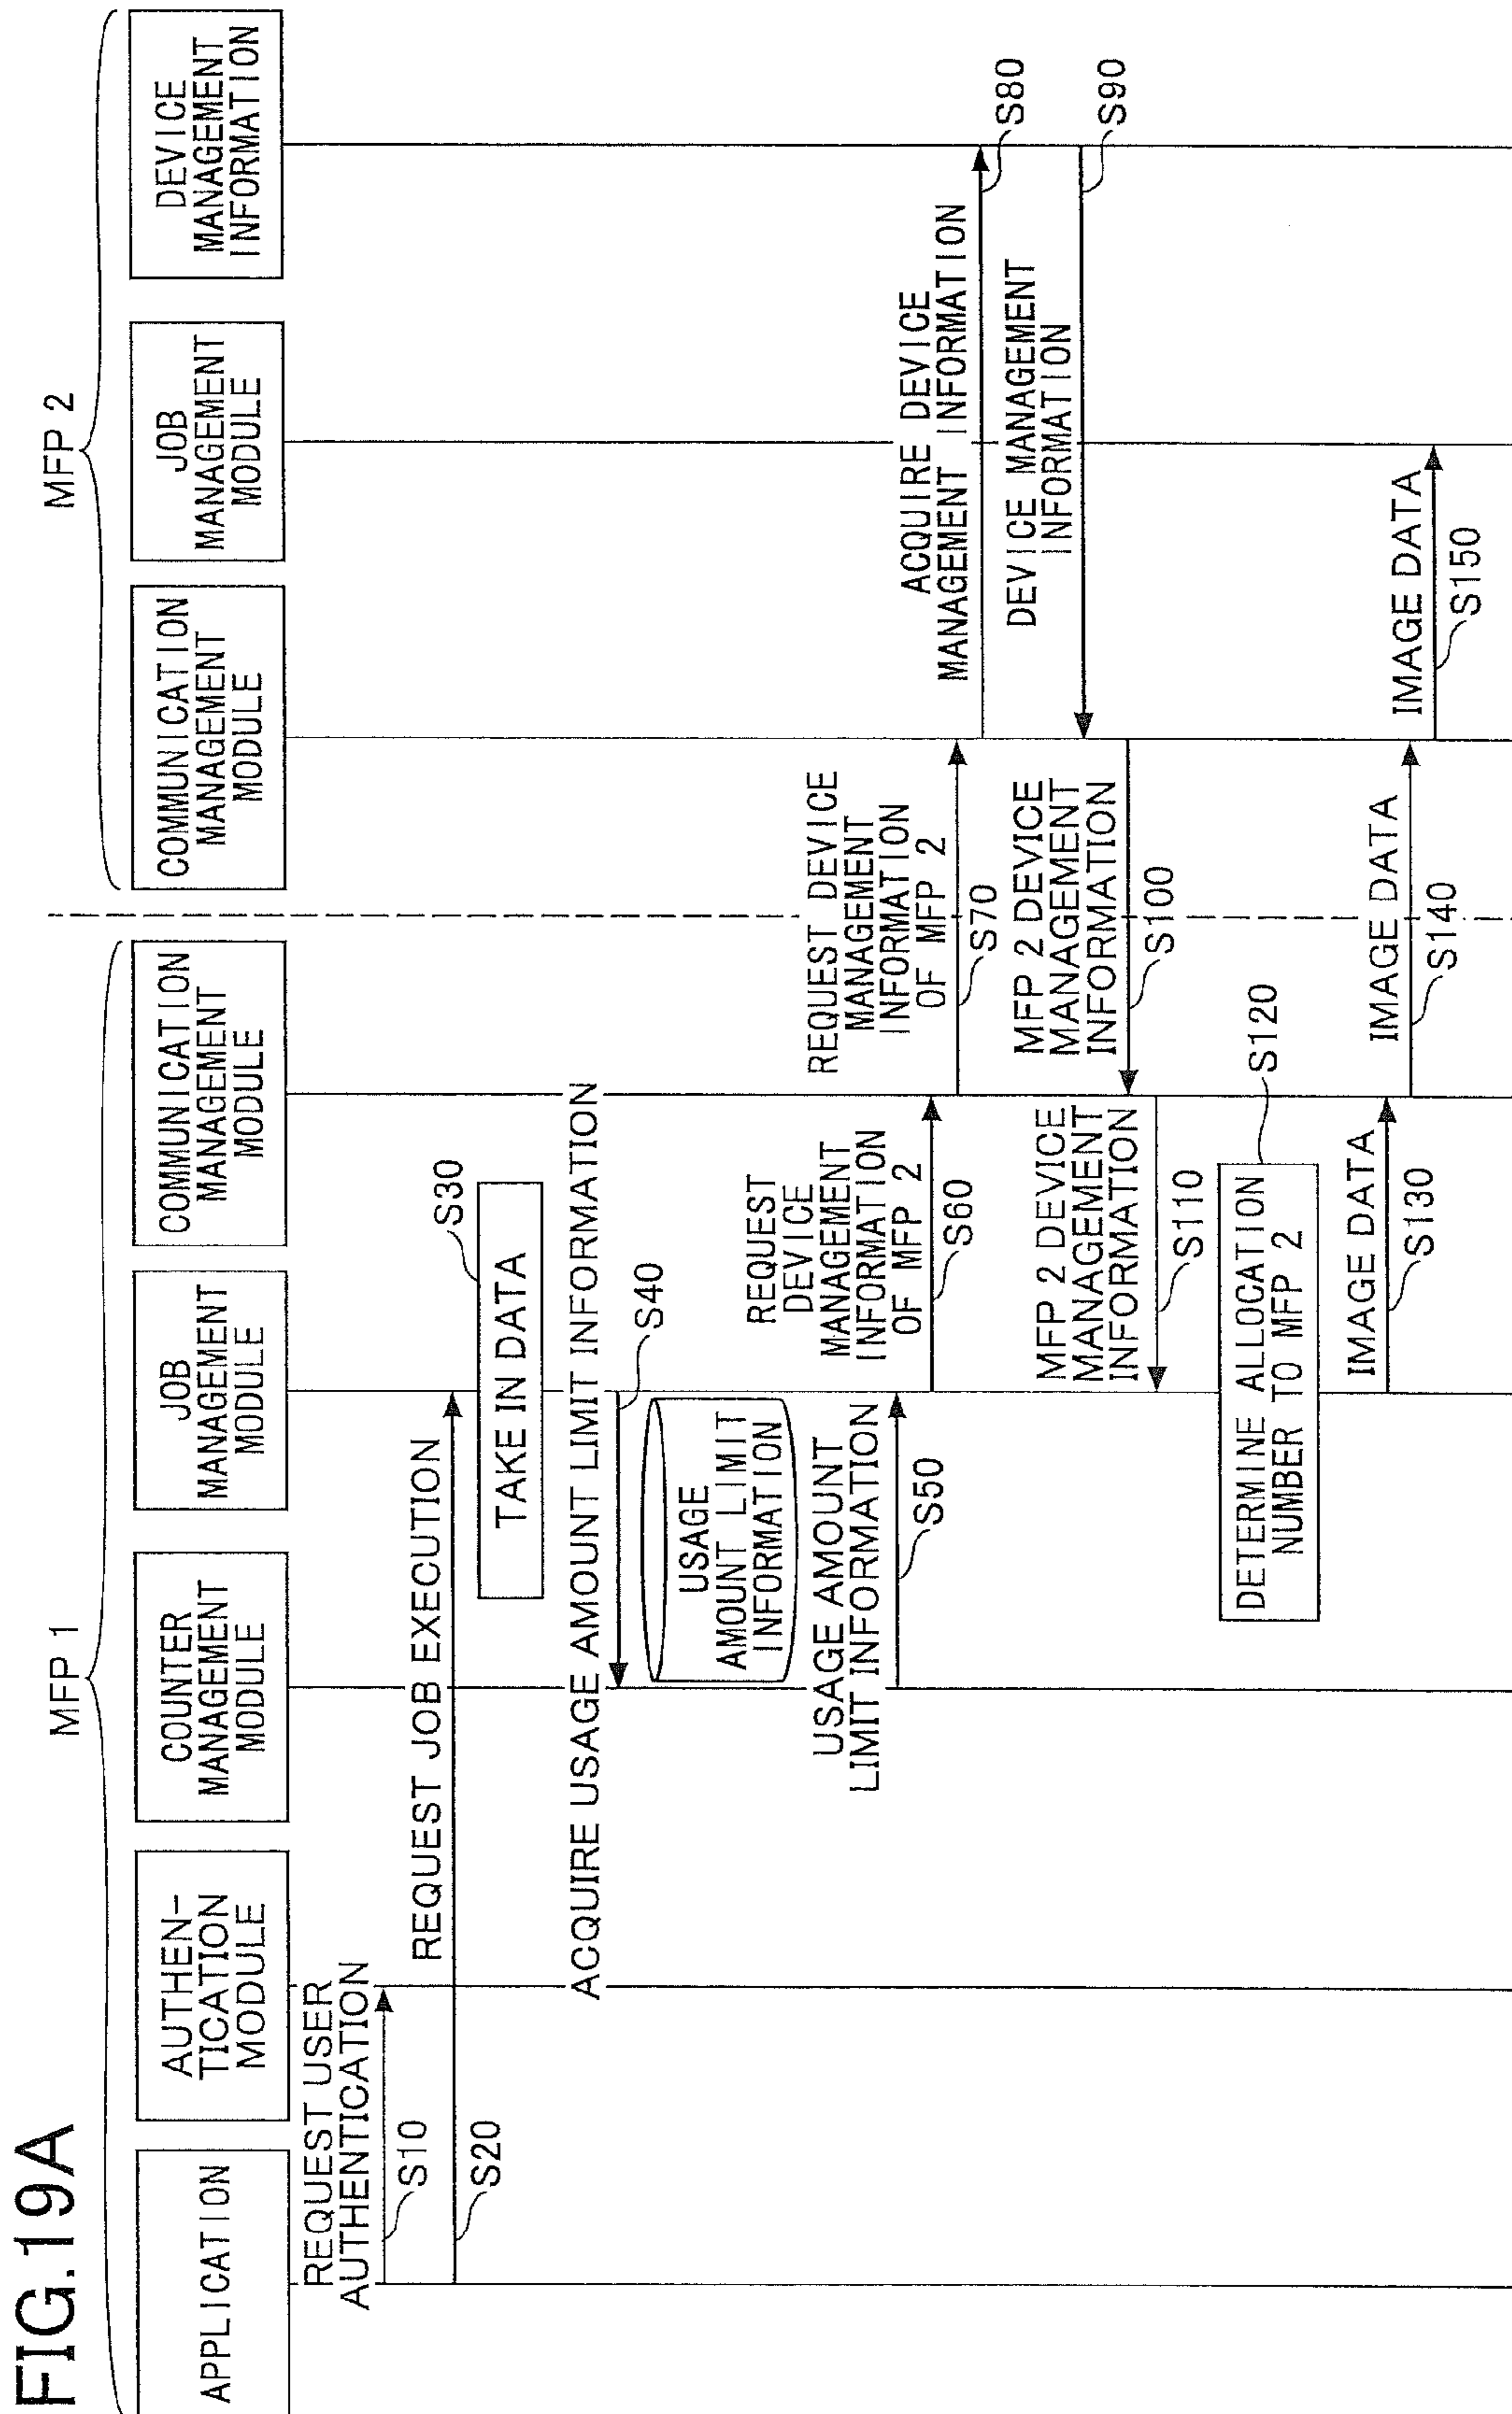 FIG.19A
MFP 1
MFP 2
APPLICATION
AUTHEN-
TICATION
MODULE
COUNTER
MANAGEMENT
MODULE
JOB
MANAGEMENT
MODULE
COMMUNICATION
MANAGEMENT
MODULE
COMMUNICATION
MANAGEMENT
MODULE
JOB
MANAGEMENT
MODULE
DEVICE
MANAGEMENT
INFORMATION
REQUEST USER
AUTHENTICATION
S10
REQUEST JOB EXECUTION
S20
S30
TAKE IN DATA
ACQUIRE USAGE AMOUNT LIMIT INFORMATION
S40
USAGE
AMOUNT LIMIT
INFORMATION
USAGE AMOUNT
LIMIT INFORMATION
S50
REQUEST
DEVICE
MANAGEMENT
INFORMATION
OF MFP 2
S60
REQUEST DEVICE
MANAGEMENT
INFORMATION
OF MFP 2
S70
ACQUIRE DEVICE
MANAGEMENT INFORMATION
S80
DEVICE MANAGEMENT
INFORMATION
S90
MFP 2 DEVICE
MANAGEMENT
INFORMATION
S100
MFP 2 DEVICE
MANAGEMENT
INFORMATION
S110
S120
DETERMINE ALLOCATION
NUMBER TO MFP 2
IMAGE DATA
S130
IMAGE DATA
S140
IMAGE DATA
S150